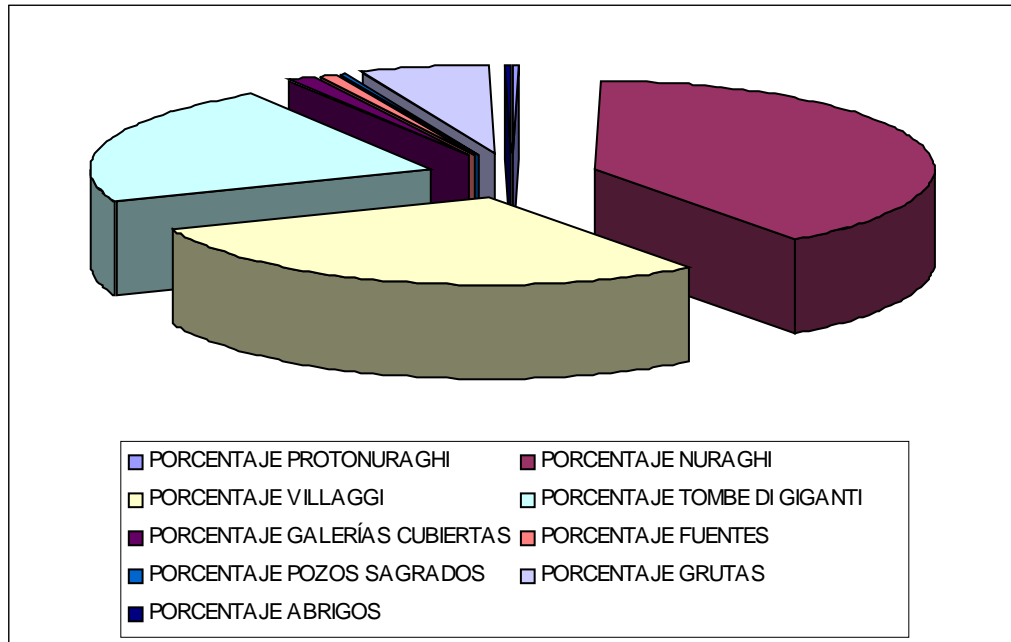 PORCENTAJE PROTONURAGHI
PORCENTAJE NURAGHI
PORCENTAJE VILLAGGI
PORCENTAJE TOMBE DI GIGANTI
PORCENTAJE GALERÍAS CUBIERTAS
PORCENTAJE FUENTES
PORCENTAJE POZOS SAGRADOS
PORCENTAJE GRUTAS
PORCENTAJE ABRIGOS